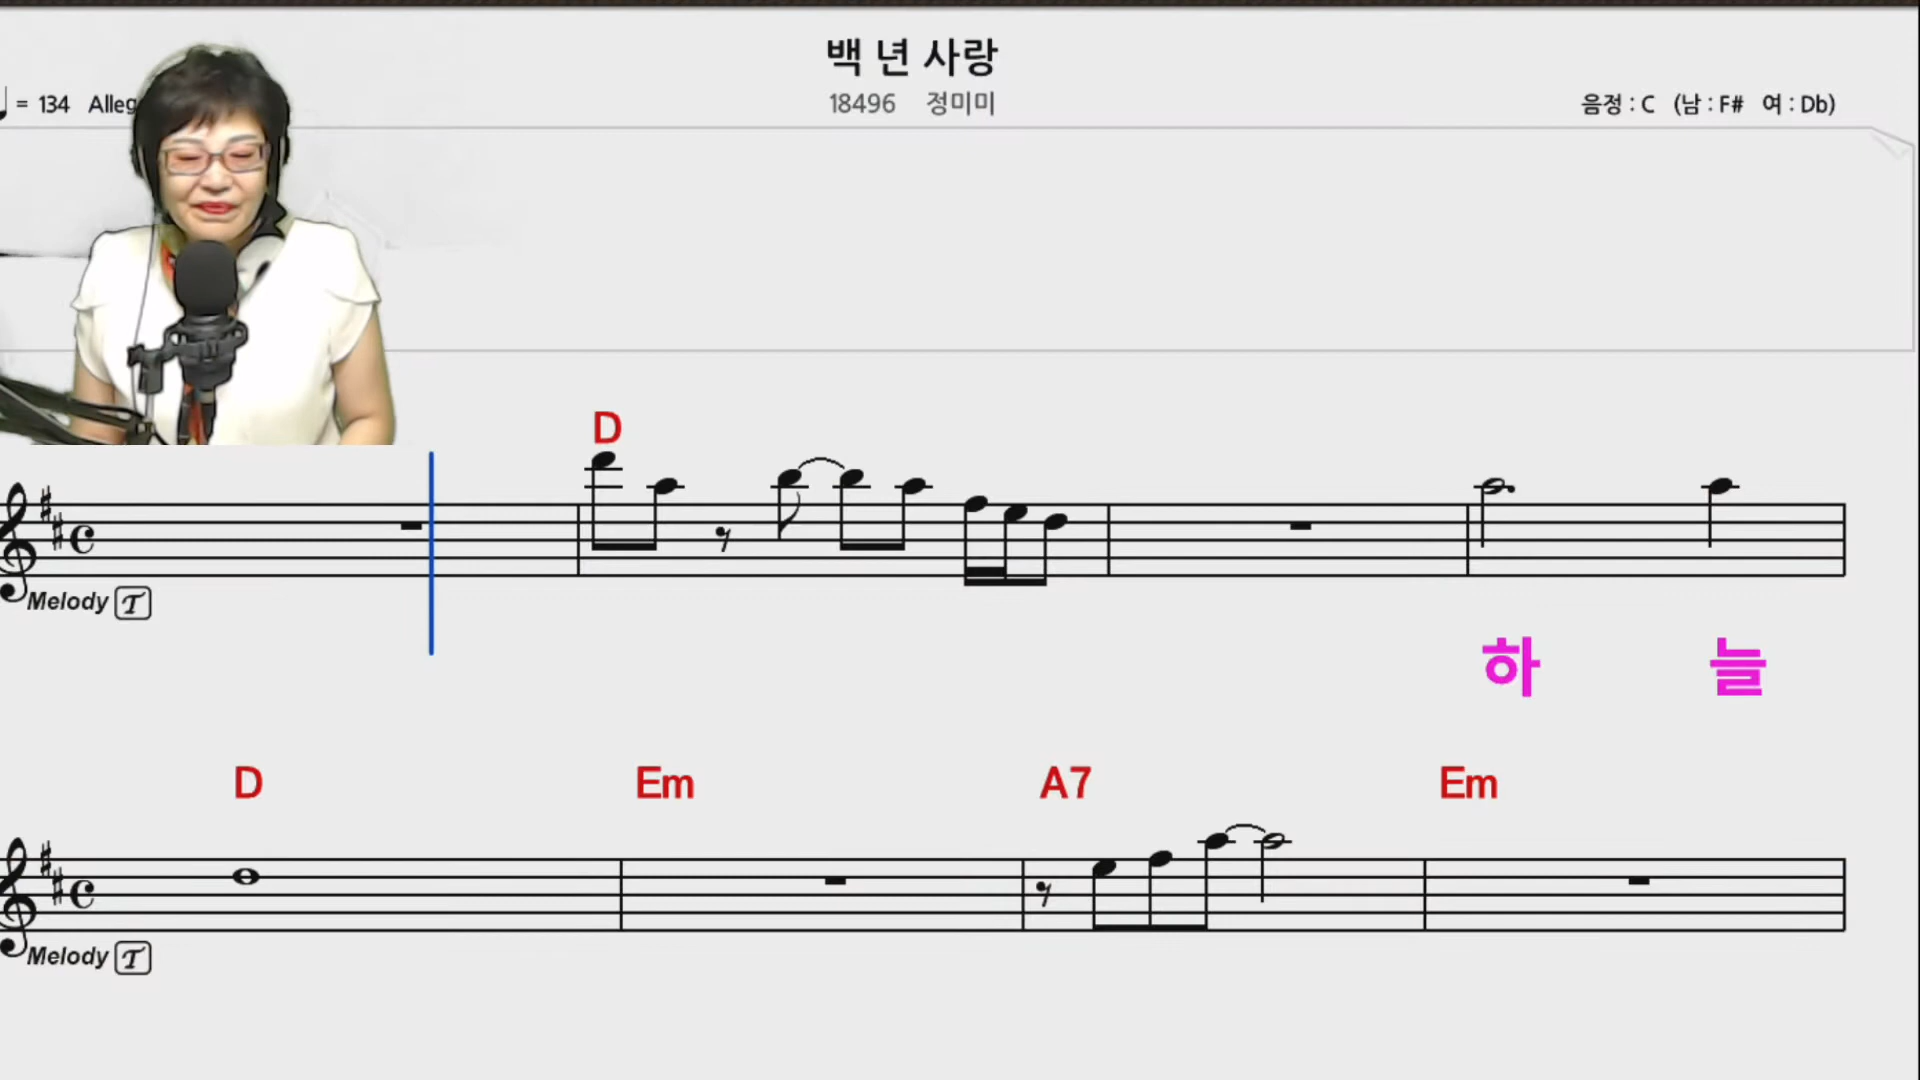 백 년 사랑
= 134 Alleg
18496 정미미
음정 : C (남 : F# 여 : Db)
D
Melody T
하 늘
D Em A7 Em
Melody T